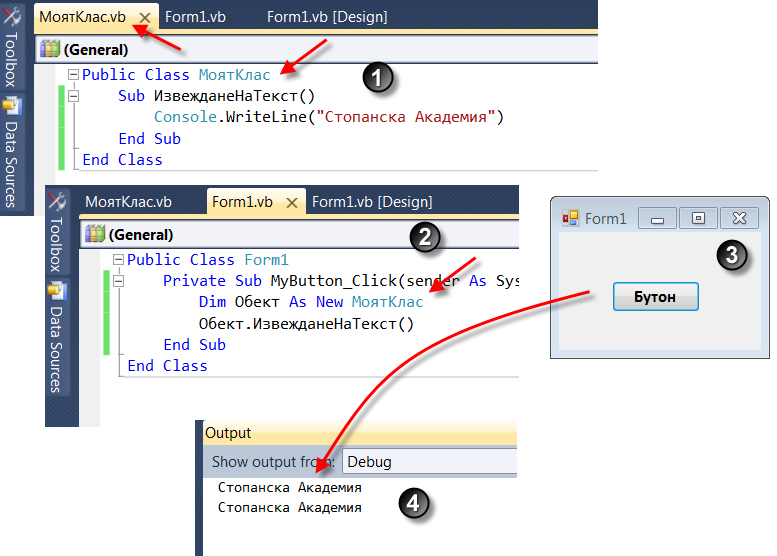 МоятКлас.vb Form1.vb Form1.vb [Design]
Toolbox
Data Sources
(General)
1
Public Class МоятКлас
Sub ИзвежданеНаТекст()
Console.WriteLine("Стопанска Академия")
End Sub
End Class
МоятКлас.vb Form1.vb Form1.vb [Design]
Toolbox
Data Sources
(General)
2
Public Class Form1
Private Sub MyButton_Click(sender As Sys
Dim Обект As New МоятКлас
Обект.ИзвежданеНаТекст()
End Sub
End Class
Form1
3
Бутон
Output
Show output from: Debug
Стопанска Академия
Стопанска Академия
4